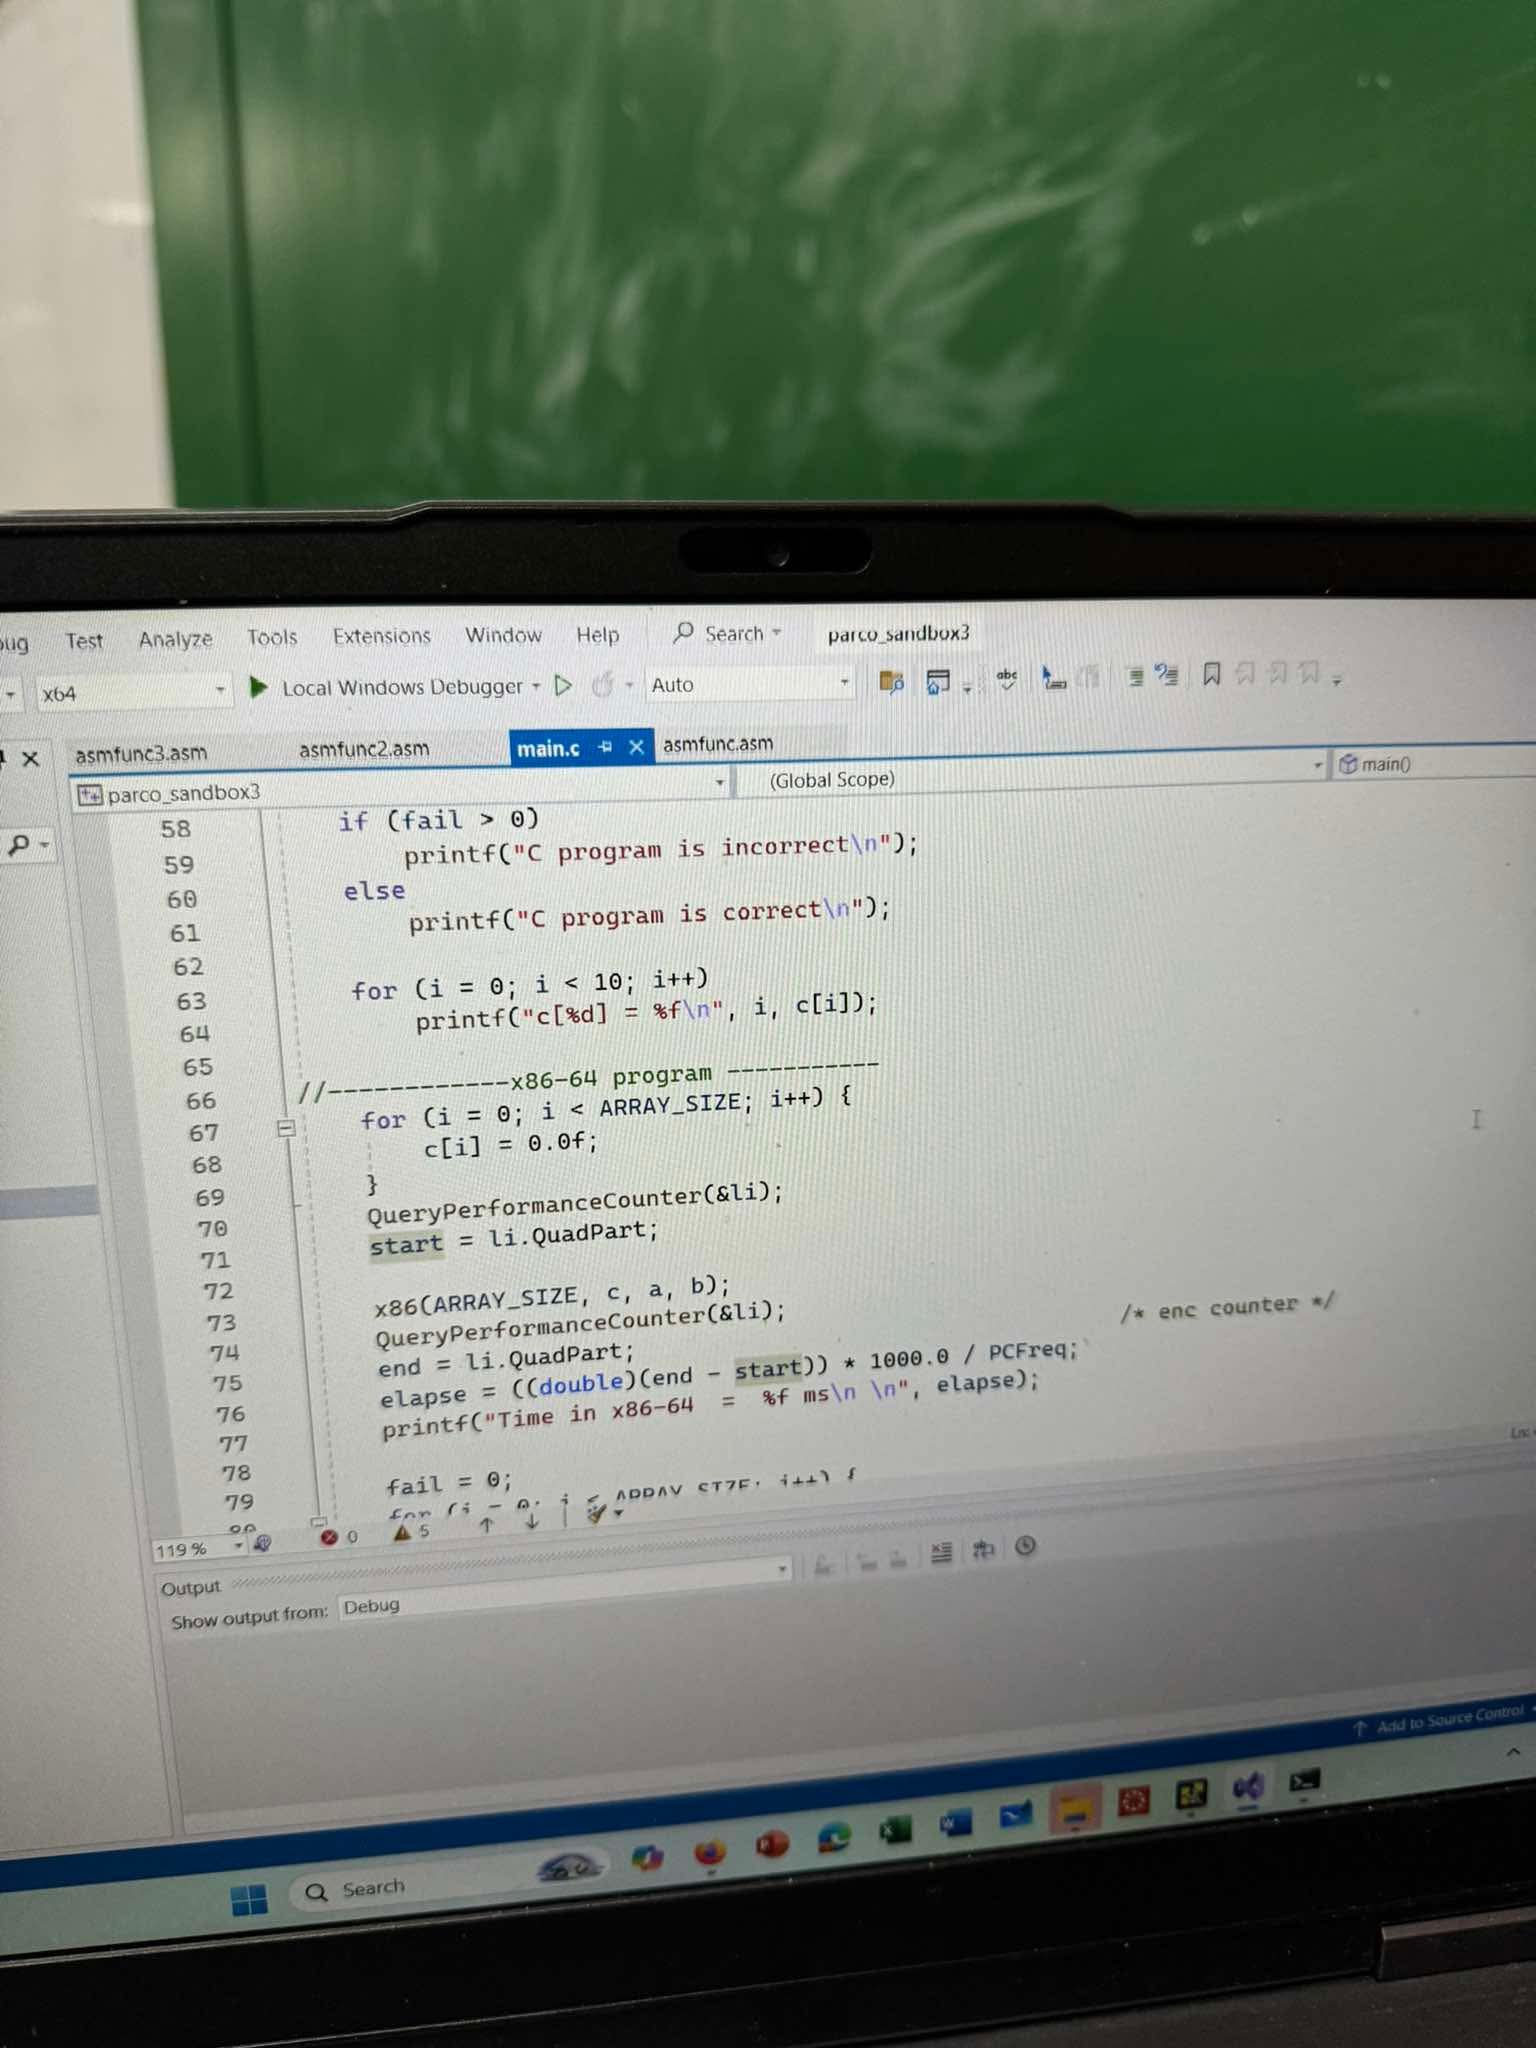 Test Analyze Tools Extensions Window Help Search parco_sandbox3
x64 Local Windows Debugger Auto
asmfunc3.asm asmfunc2.asm main.c asmfunc.asm
parco_sandbox3 (Global Scope) main()
58 if (fail > 0)
59 printf("C program is incorrect\n");
60 else
61 printf("C program is correct\n");
62
63 for (i = 0; i < 10; i++)
64 printf("c[%d] = %f\n", i, c[i]);
65
66 //------------x86-64 program -----------
67 for (i = 0; i < ARRAY_SIZE; i++) {
68 c[i] = 0.0f;
69 }
70 QueryPerformanceCounter(&li);
71 start = li.QuadPart;
72
73 x86(ARRAY_SIZE, c, a, b);
74 QueryPerformanceCounter(&li); /* enc counter */
75 end = li.QuadPart;
76 elapse = ((double)(end - start)) * 1000.0 / PCFreq;
77 printf("Time in x86-64 = %f ms\n \n", elapse);
78
79 fail = 0;
80 for (i = 0; i < ARRAY_SIZE; i++) {
119 % 0 5
Output
Show output from: Debug
Add to Source Control
Search